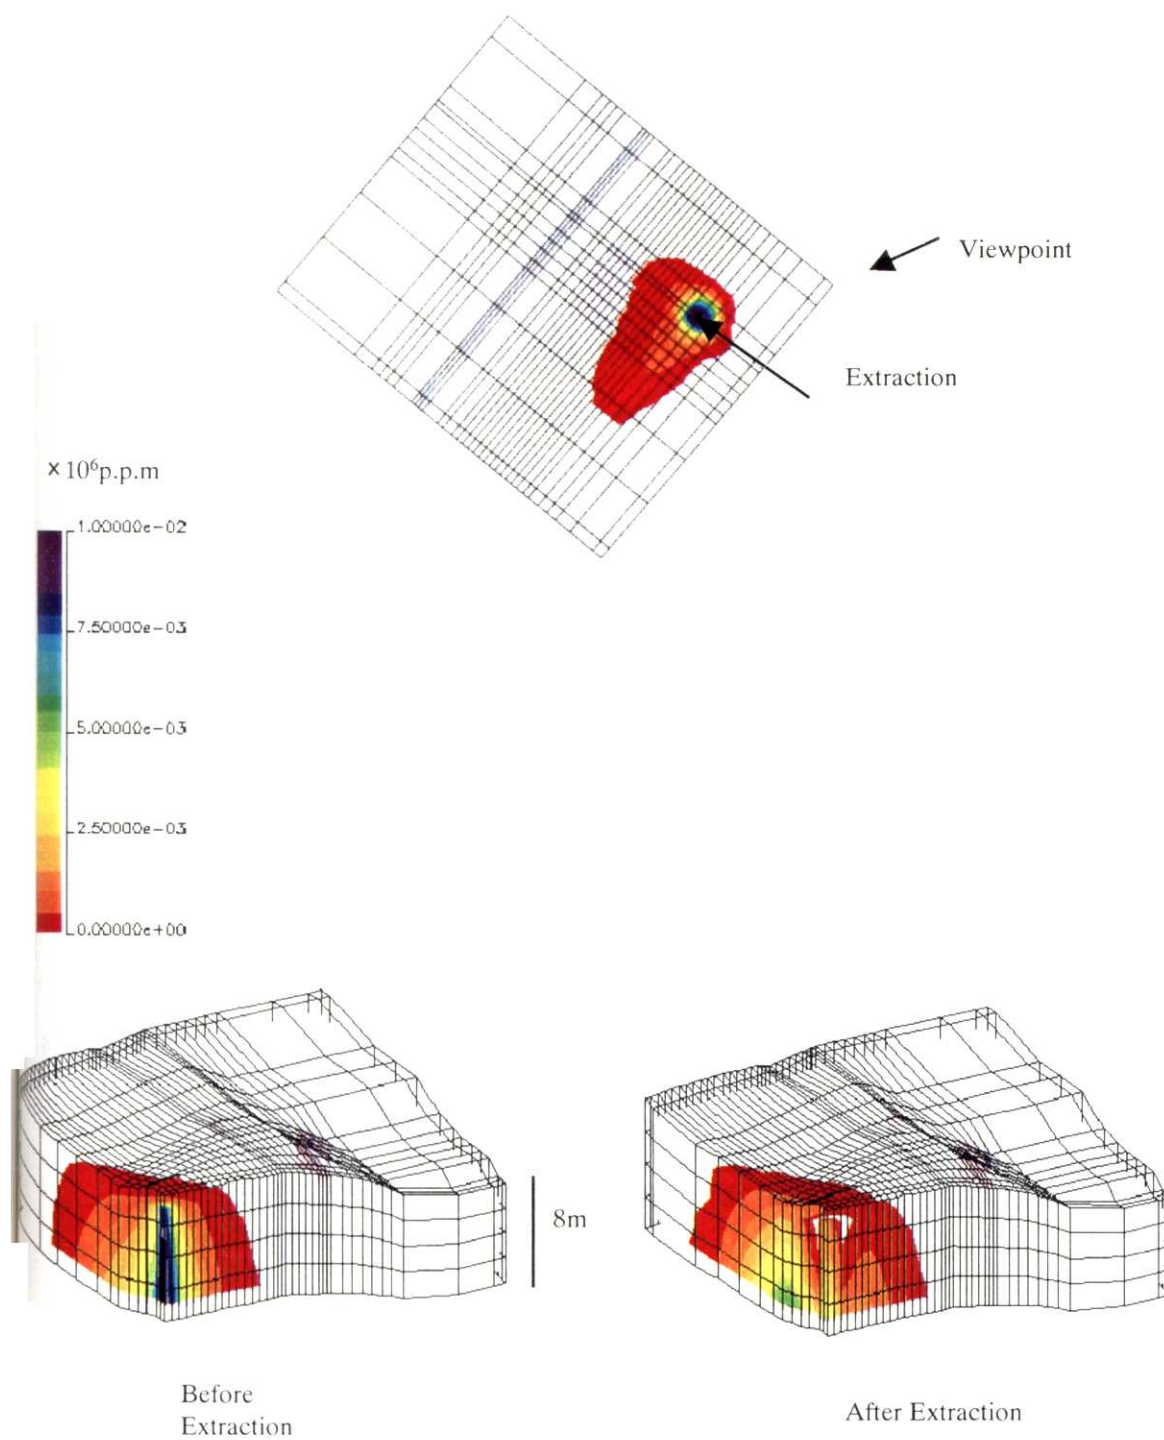 Viewpoint
Extraction
×10⁶p.p.m
1.00000e-02
7.50000e-03
5.00000e-03
2.50000e-03
0.00000e+00
8m
Before
Extraction
After Extraction